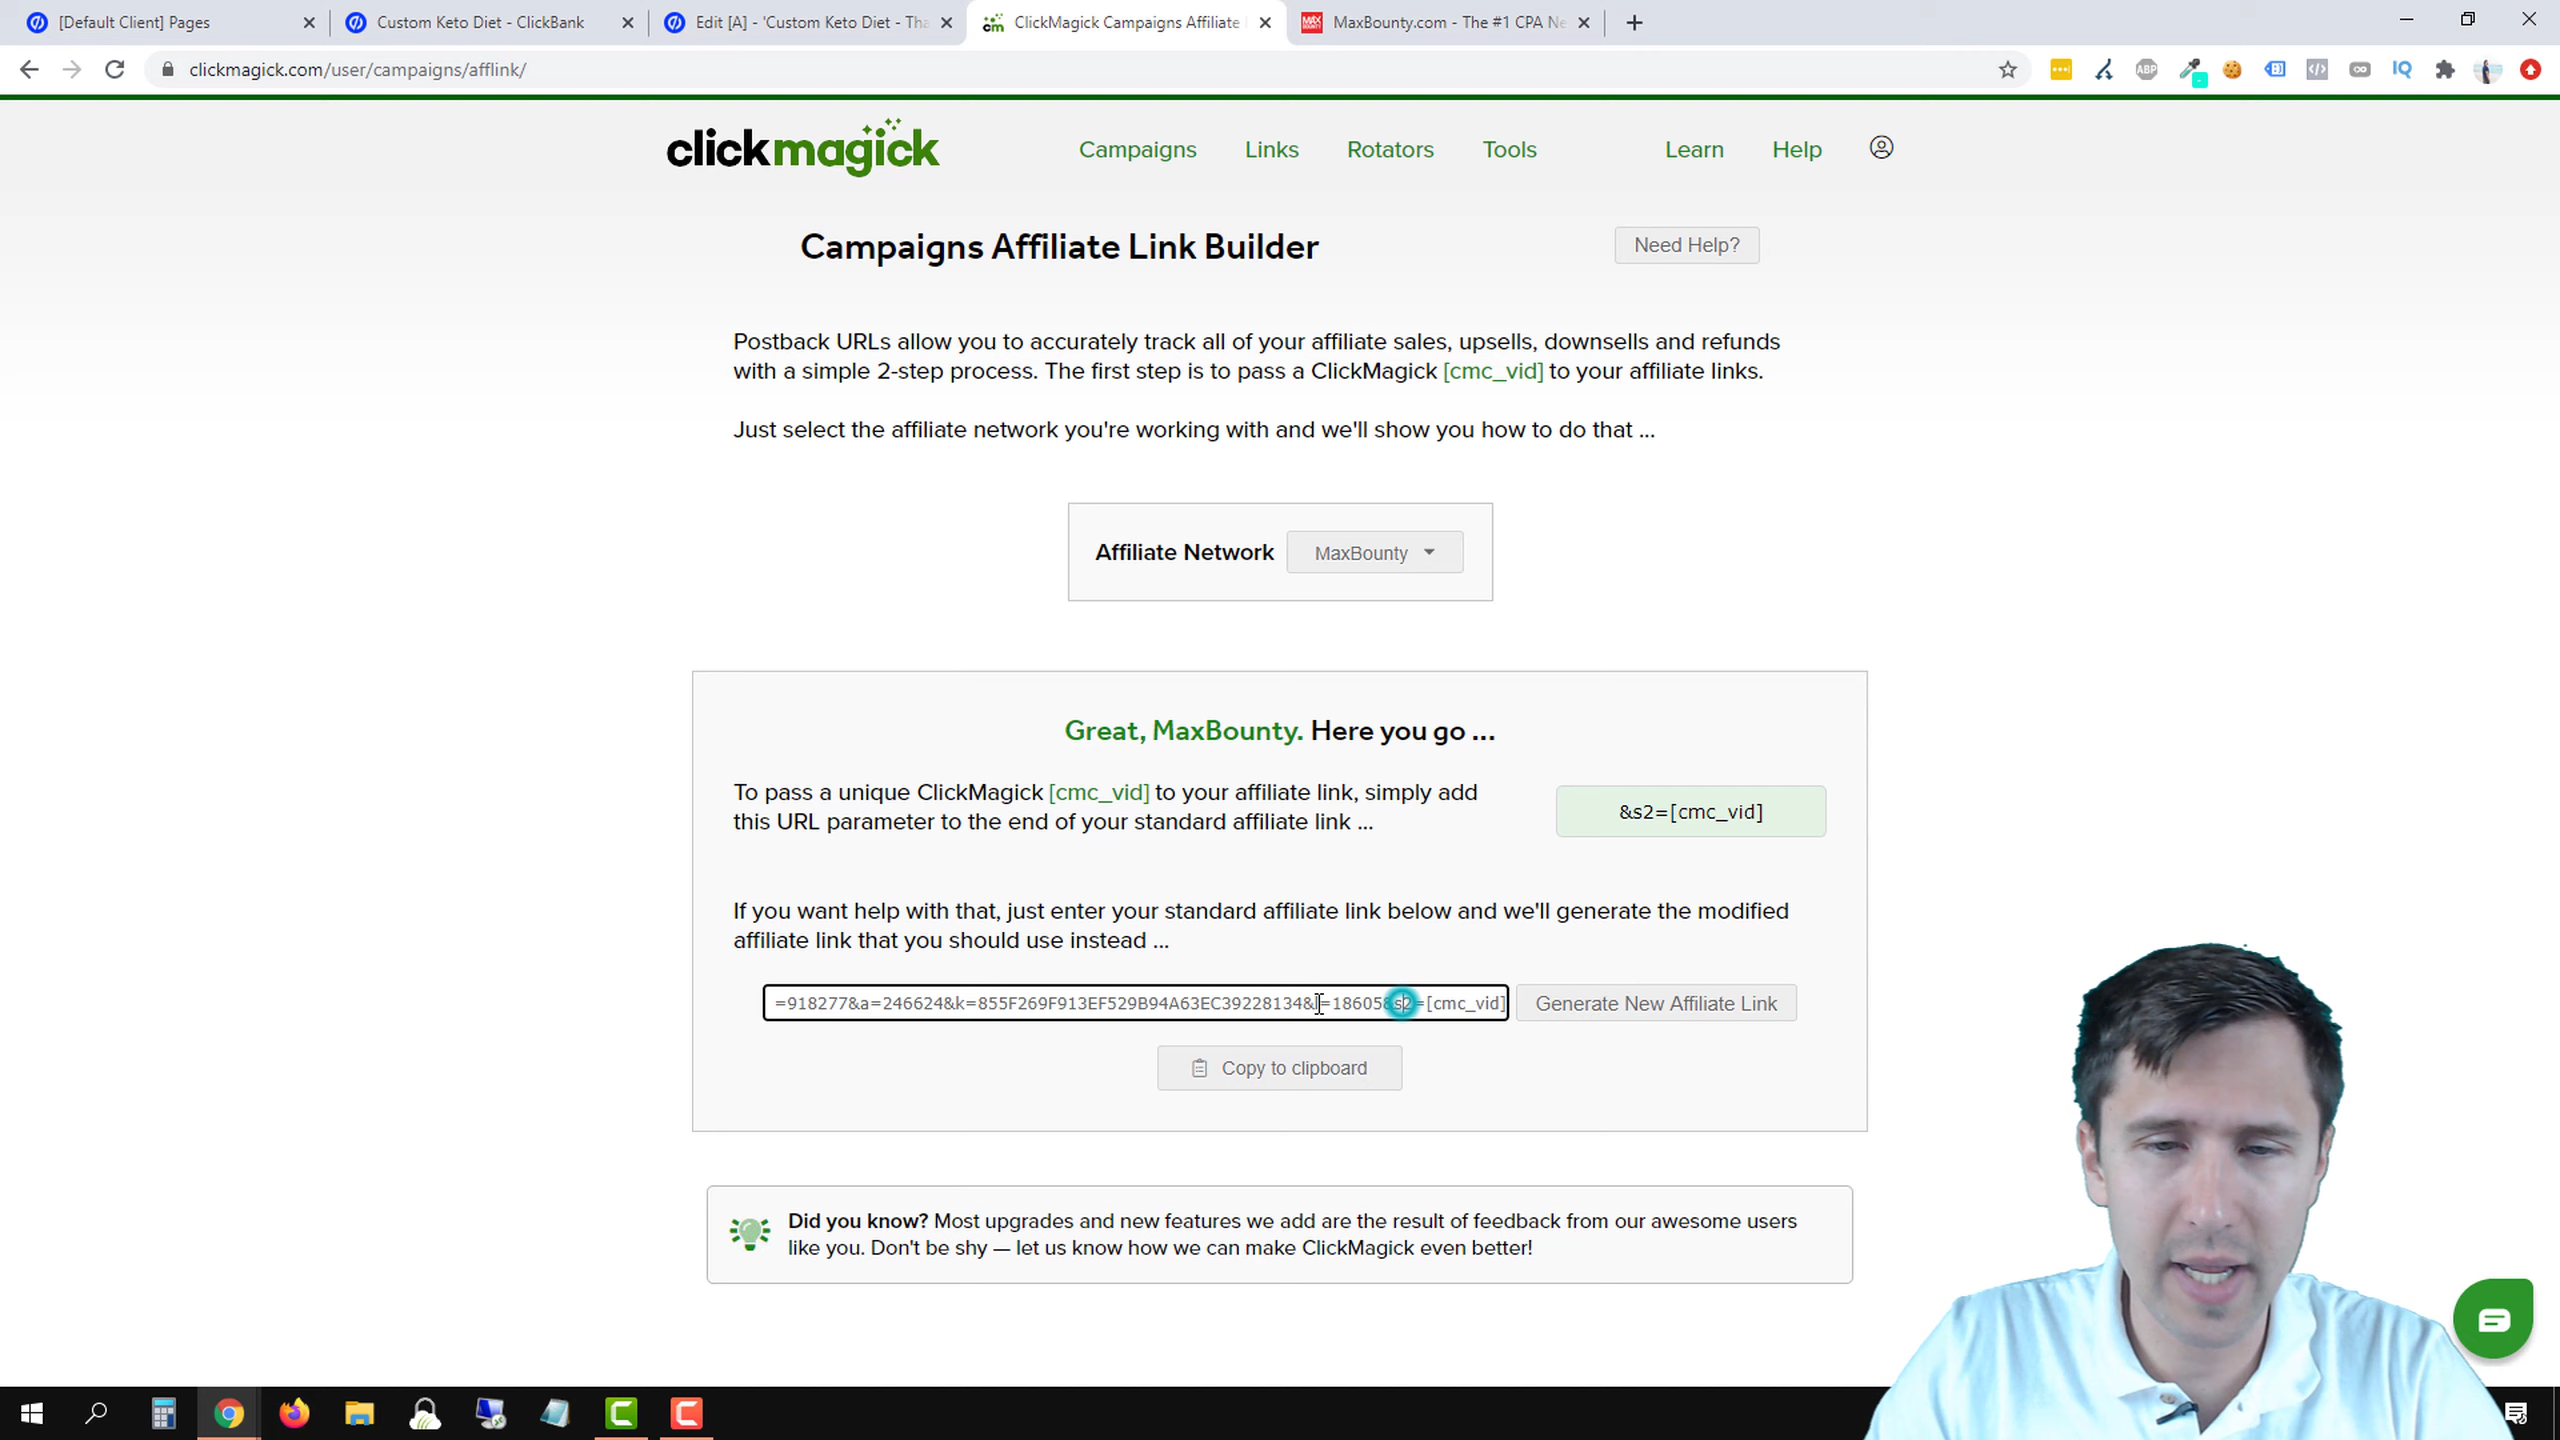 [Default Client] Pages
Custom Keto Diet - ClickBank
Edit [A] - 'Custom Keto Diet - Tha
ClickMagick Campaigns Affiliate
MaxBounty.com - The #1 CPA Ne
clickmagick.com/user/campaigns/afflink/
ABP
IQ
clickmagick
Campaigns
Links
Rotators
Tools
Learn
Help
Campaigns Affiliate Link Builder
Need Help?
Postback URLs allow you to accurately track all of your affiliate sales, upsells, downsells and refunds
with a simple 2-step process. The first step is to pass a ClickMagick [cmc_vid] to your affiliate links.
Just select the affiliate network you're working with and we'll show you how to do that ...
Affiliate Network
MaxBounty
Great, MaxBounty. Here you go ...
To pass a unique ClickMagick [cmc_vid] to your affiliate link, simply add
this URL parameter to the end of your standard affiliate link ...
&s2=[cmc_vid]
If you want help with that, just enter your standard affiliate link below and we'll generate the modified
affiliate link that you should use instead ...
=918277&a=246624&k=855F269F913EF529B94A63EC39228134&l=18605&s2=[cmc_vid]
Generate New Affiliate Link
Copy to clipboard
Did you know? Most upgrades and new features we add are the result of feedback from our awesome users
like you. Don't be shy — let us know how we can make ClickMagick even better!